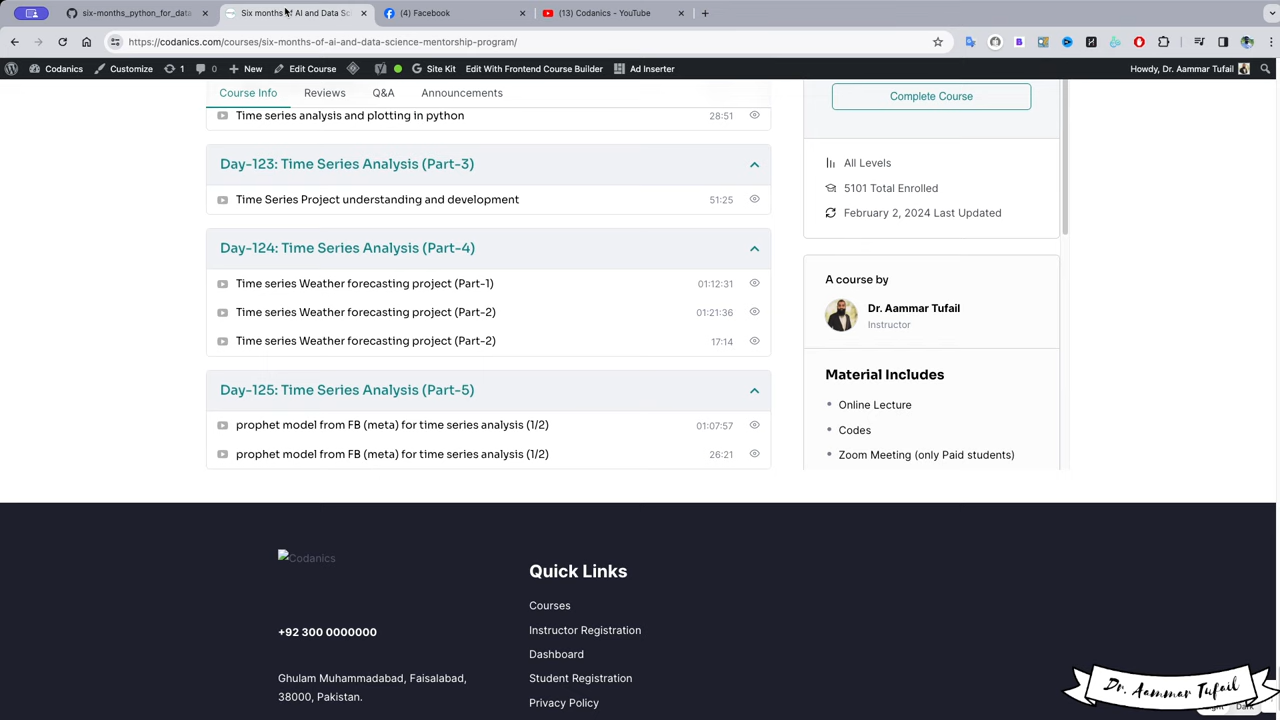 six-months_python_for_data
Six months of AI and Data Sc
(4) Facebook
(13) Codanics - YouTube
https://codanics.com/courses/six-months-of-ai-and-data-science-mentorship-program/
Codanics
Customize
1
0
New
Edit Course
Site Kit
Edit With Frontend Course Builder
Ad Inserter
Howdy, Dr. Aammar Tufail
Course Info
Reviews
Q&A
Announcements
Time series analysis and plotting in python
28:51
Day-123: Time Series Analysis (Part-3)
Time Series Project understanding and development
51:25
Day-124: Time Series Analysis (Part-4)
Time series Weather forecasting project (Part-1)
01:12:31
Time series Weather forecasting project (Part-2)
01:21:36
Time series Weather forecasting project (Part-2)
17:14
Day-125: Time Series Analysis (Part-5)
prophet model from FB (meta) for time series analysis (1/2)
01:07:57
prophet model from FB (meta) for time series analysis (1/2)
26:21
Complete Course
All Levels
5101 Total Enrolled
February 2, 2024 Last Updated
A course by
Dr. Aammar Tufail
Instructor
Material Includes
Online Lecture
Codes
Zoom Meeting (only Paid students)
Codanics
+92 300 0000000
Ghulam Muhammadabad, Faisalabad,
38000, Pakistan.
Quick Links
Courses
Instructor Registration
Dashboard
Student Registration
Privacy Policy
Dr. Aammar Tufail
Dark